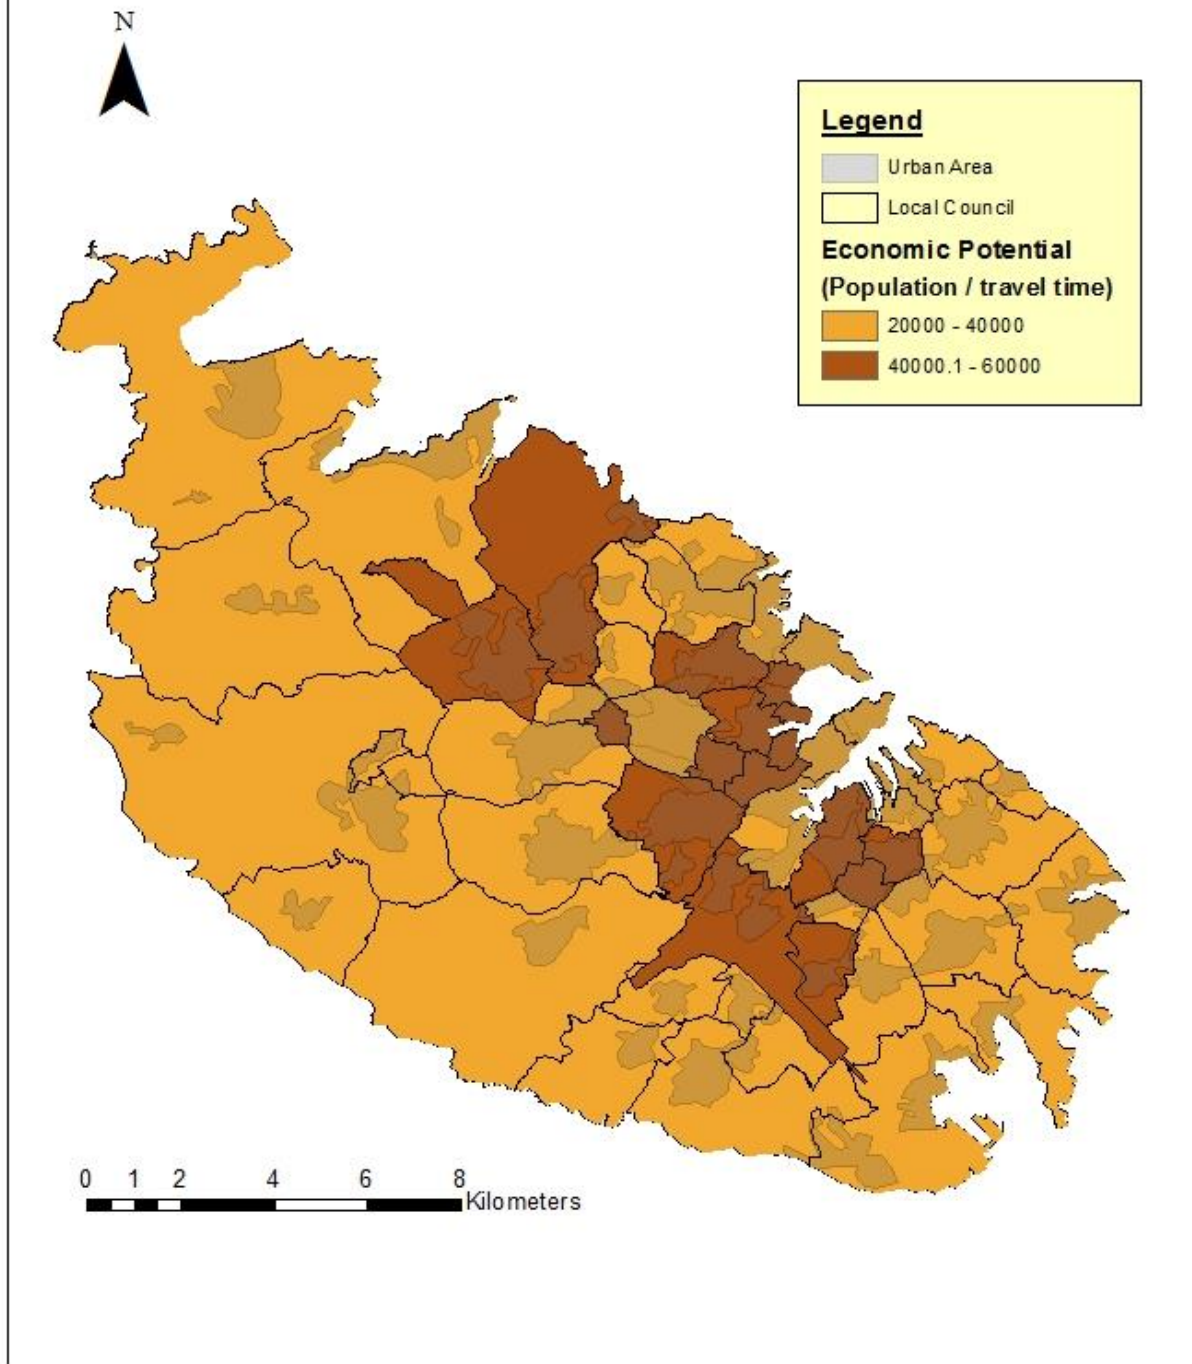 N
Legend
Urban Area
Local Council
Economic Potential
(Population / travel time)
20000 - 40000
40000.1 - 60000
0 1 2 4 6 8
Kilometers